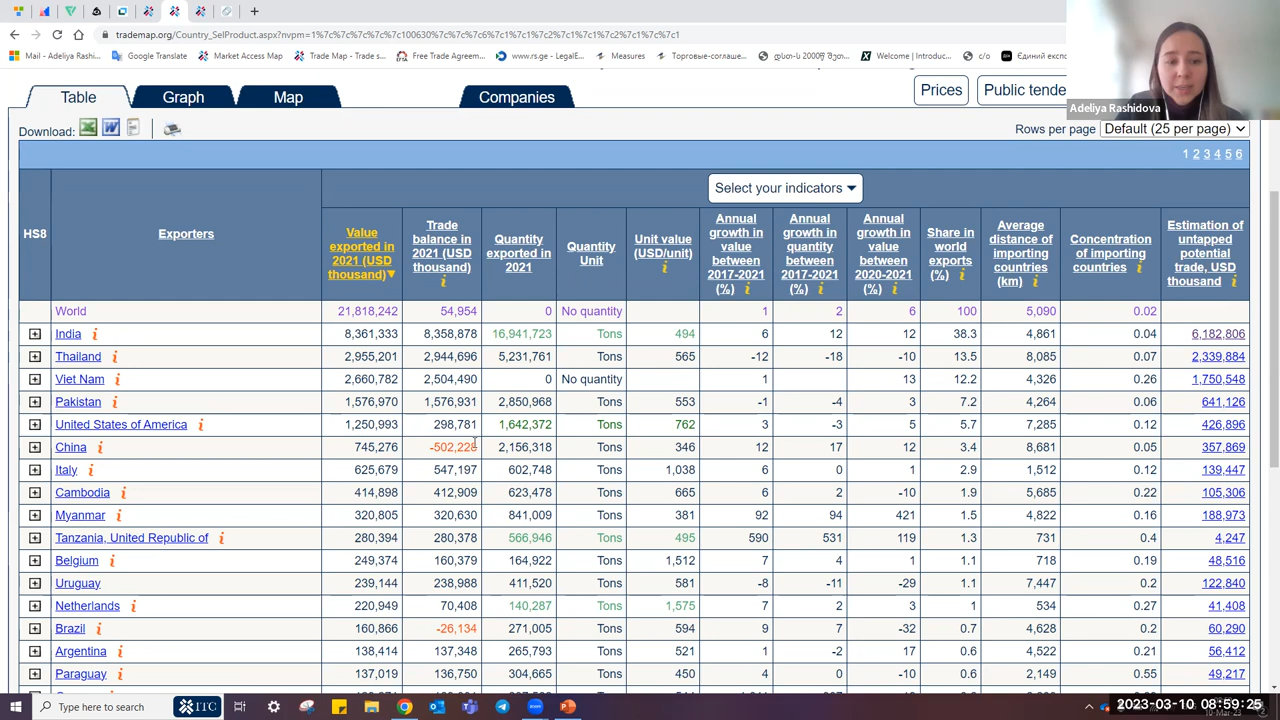 trademap.org/Country_SelProduct.aspx?nvpm=1%7c%7c%7c%7c%7c100630%7c%7c%7c6%7c1%7c1%7c2%7c1%7c1%7c2%7c1%7c1%7c%7c1
Mail - Adeliya Rashi... Google Translate Market Access Map Trade Map - Trade s... Free Trade Agreem... www.rs.ge - LegalE... Measures Торговые-соглаше... Welcome | Introduc... c/o Єдиний експо
Adeliya Rashidova
Table Graph Map Companies Prices Public tende
Download: Rows per page Default (25 per page)
1 2 3 4 5 6
Select your indicators
HS8 Exporters Value exported in 2021 (USD thousand) Trade balance in 2021 (USD thousand) Quantity exported in 2021 Quantity Unit Unit value (USD/unit) Annual growth in value between 2017-2021 (%) Annual growth in quantity between 2017-2021 (%) Annual growth in value between 2020-2021 (%) Share in world exports (%) Average distance of importing countries (km) Concentration of importing countries Estimation of untapped potential trade, USD thousand
World 21,818,242 54,954 0 No quantity 1 2 6 100 5,090 0.02
India 8,361,333 8,358,878 16,941,723 Tons 494 6 12 12 38.3 4,861 0.04 6,182,806
Thailand 2,955,201 2,944,696 5,231,761 Tons 565 -12 -18 -10 13.5 8,085 0.07 2,339,884
Viet Nam 2,660,782 2,504,490 0 No quantity 1 13 12.2 4,326 0.26 1,750,548
Pakistan 1,576,970 1,576,931 2,850,968 Tons 553 -1 -4 3 7.2 4,264 0.06 641,126
United States of America 1,250,993 298,781 1,642,372 Tons 762 3 -3 5 5.7 7,285 0.12 426,896
China 745,276 -502,228 2,156,318 Tons 346 12 17 12 3.4 8,681 0.05 357,869
Italy 625,679 547,197 602,748 Tons 1,038 6 0 1 2.9 1,512 0.12 139,447
Cambodia 414,898 412,909 623,478 Tons 665 6 2 -10 1.9 5,685 0.22 105,306
Myanmar 320,805 320,630 841,009 Tons 381 92 94 421 1.5 4,822 0.16 188,973
Tanzania, United Republic of 280,394 280,378 566,946 Tons 495 590 531 119 1.3 731 0.4 4,247
Belgium 249,374 160,379 164,922 Tons 1,512 7 4 1 1.1 718 0.19 48,516
Uruguay 239,144 238,988 411,520 Tons 581 -8 -11 -29 1.1 7,447 0.2 122,840
Netherlands 220,949 70,408 140,287 Tons 1,575 7 2 3 1 534 0.27 41,408
Brazil 160,866 -26,134 271,005 Tons 594 9 7 -32 0.7 4,628 0.2 60,290
Argentina 138,414 137,348 265,793 Tons 521 1 -2 17 0.6 4,522 0.21 56,412
Paraguay 137,019 136,750 304,665 Tons 450 4 0 -10 0.6 2,149 0.55 49,217
Type here to search ITC
2023-03-10 08:59:25